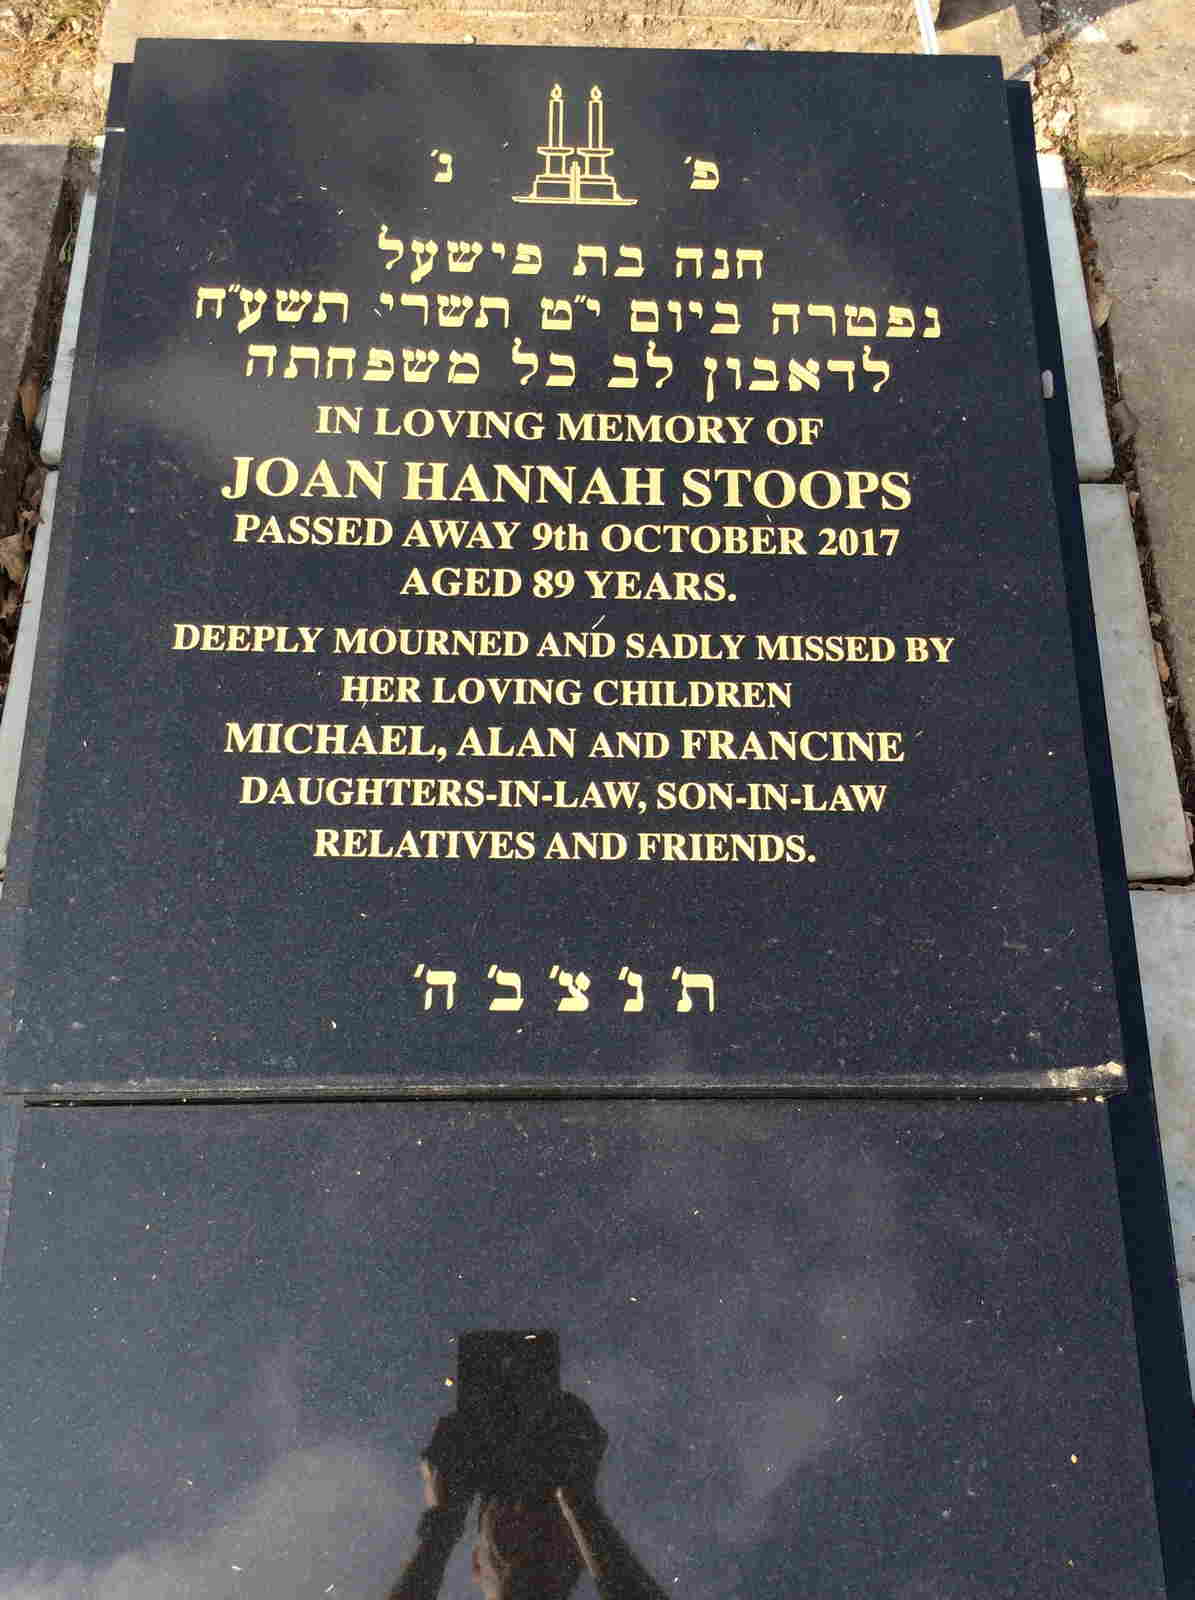 פ׳ נ׳
חנה בת פישעל
נפטרה ביום י״ט תשרי תשע״ח
לדאבון לב כל משפחתה
IN LOVING MEMORY OF
JOAN HANNAH STOOPS
PASSED AWAY 9th OCTOBER 2017
AGED 89 YEARS.
DEEPLY MOURNED AND SADLY MISSED BY
HER LOVING CHILDREN
MICHAEL, ALAN AND FRANCINE
DAUGHTERS-IN-LAW, SON-IN-LAW
RELATIVES AND FRIENDS.
ת׳ נ׳ צ׳ ב׳ ה׳